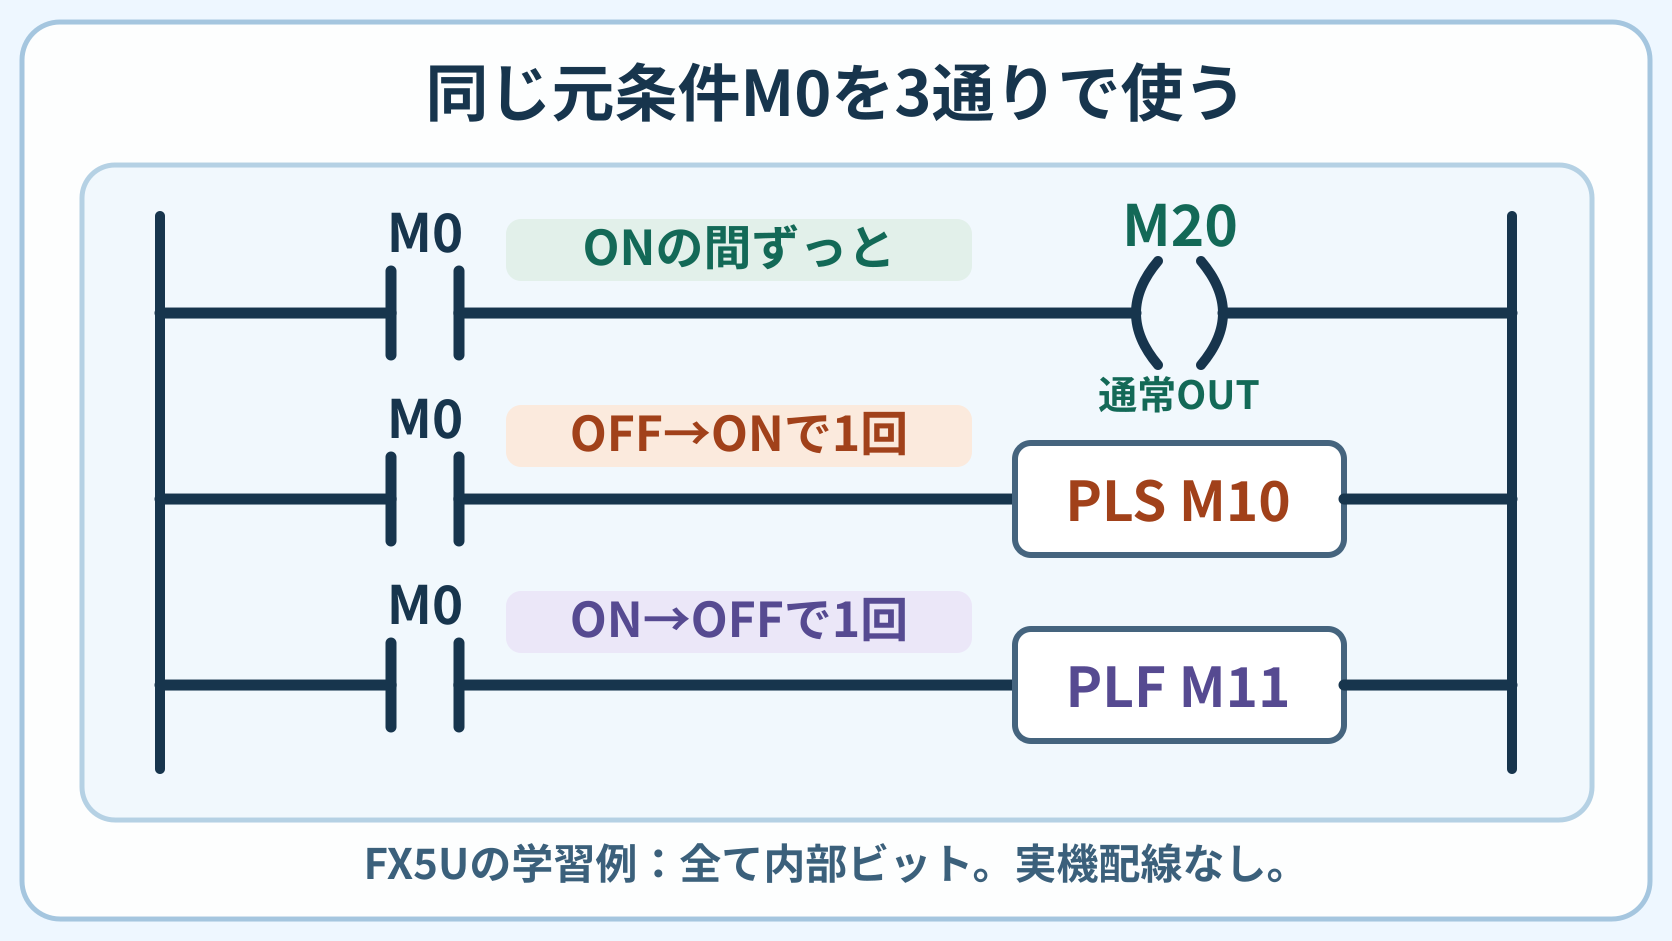 同じ元条件M0を3通りで使う
M0
ONの間ずっと
M20
通常OUT
M0
OFF→ONで1回
PLS M10
M0
ON→OFFで1回
PLF M11
FX5Uの学習例：全て内部ビット。実機配線なし。